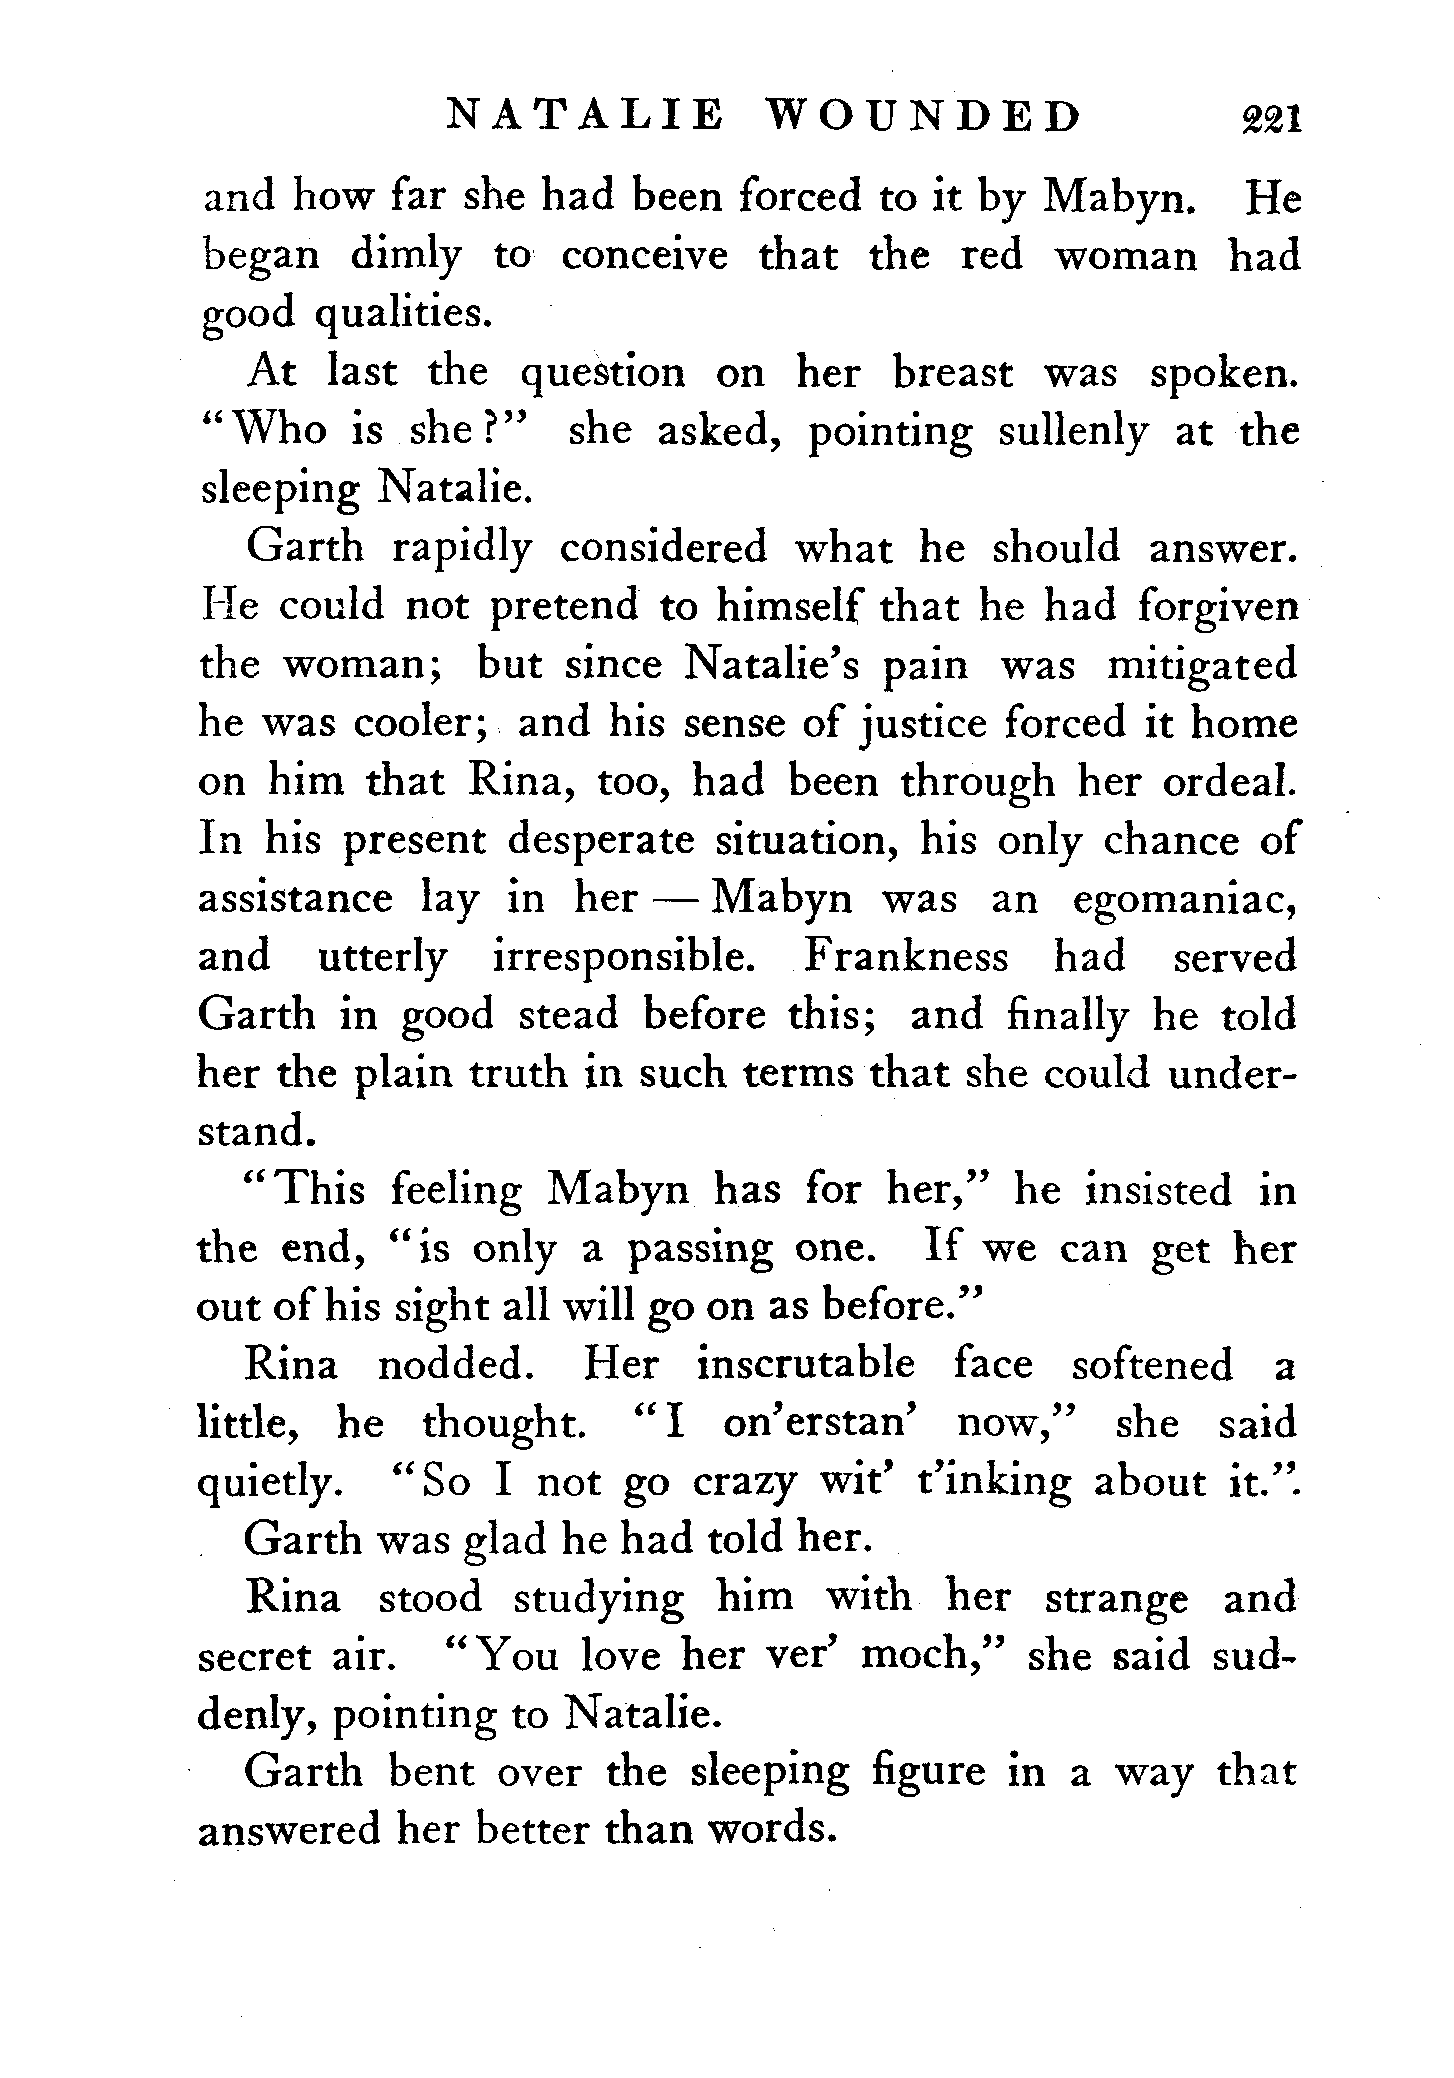 NATALIE WOUNDED 221
and how far she had been forced to it by Mabyn. He
began dimly to conceive that the red woman had
good qualities.
At last the question on her breast was spoken.
“Who is she?” she asked, pointing sullenly at the
sleeping Natalie.
Garth rapidly considered what he should answer.
He could not pretend to himself that he had forgiven
the woman; but since Natalie’s pain was mitigated
he was cooler; and his sense of justice forced it home
on him that Rina, too, had been through her ordeal.
In his present desperate situation, his only chance of
assistance lay in her — Mabyn was an egomaniac,
and utterly irresponsible. Frankness had served
Garth in good stead before this; and finally he told
her the plain truth in such terms that she could under-
stand.
“This feeling Mabyn has for her,” he insisted in
the end, “is only a passing one. If we can get her
out of his sight all will go on as before.”
Rina nodded. Her inscrutable face softened a
little, he thought. “I on’erstan’ now,” she said
quietly. “So I not go crazy wit’ t’inking about it.”
Garth was glad he had told her.
Rina stood studying him with her strange and
secret air. “You love her ver’ moch,” she said sud-
denly, pointing to Natalie.
Garth bent over the sleeping figure in a way that
answered her better than words.